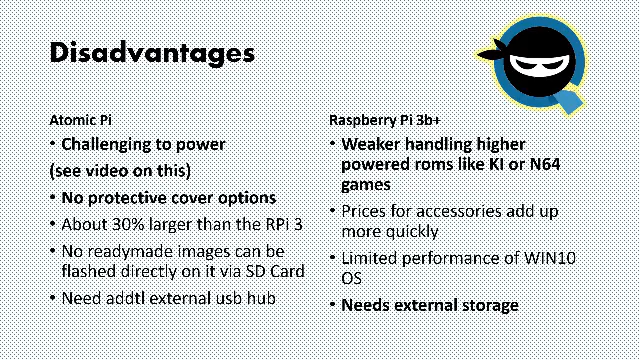 Disadvantages
Atomic Pi
• Challenging to power
(see video on this)
• No protective cover options
• About 30% larger than the RPi 3
• No readymade images can be
flashed directly on it via SD Card
• Need addtl external usb hub
Raspberry Pi 3b+
• Weaker handling higher
powered roms like KI or N64
games
• Prices for accessories add up
more quickly
• Limited performance of WIN10
OS
• Needs external storage